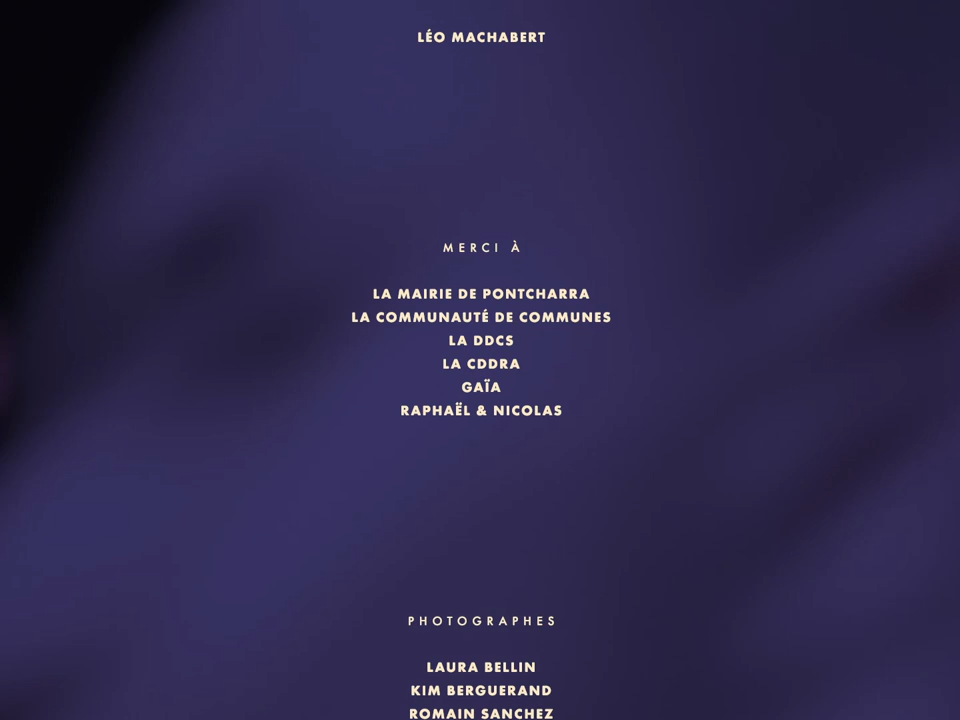 LÉO MACHABERT
MERCI À
LA MAIRIE DE PONTCHARRA
LA COMMUNAUTÉ DE COMMUNES
LA DDCS
LA CDDRA
GAÏA
RAPHAËL & NICOLAS
PHOTOGRAPHES
LAURA BELLIN
KIM BERGUERAND
ROMAIN SANCHEZ